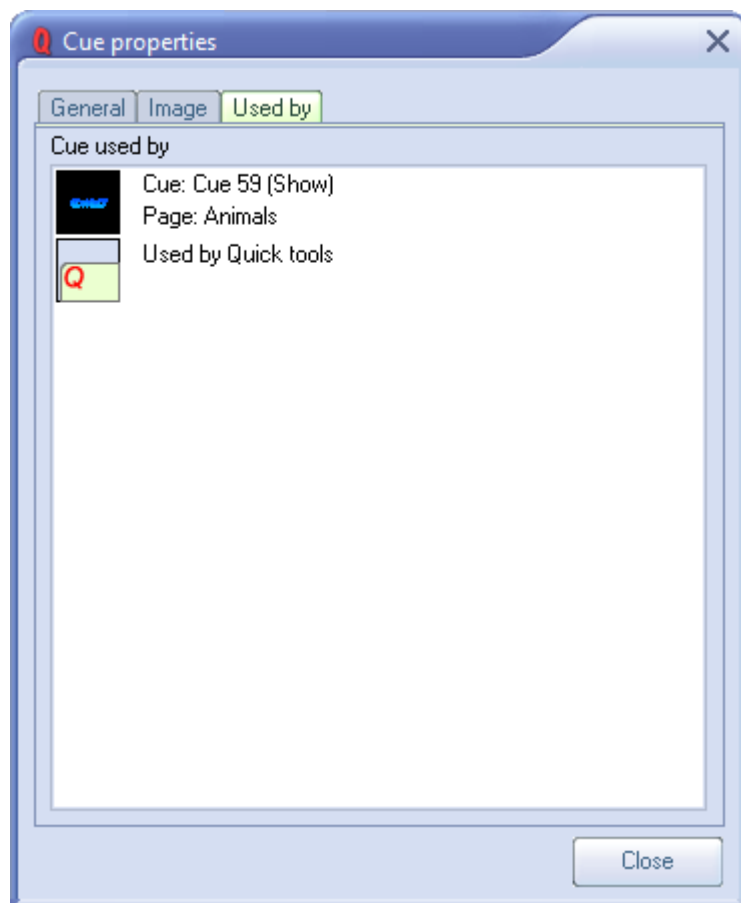 Cue properties
General Image Used by
Cue used by
Cue: Cue 59 (Show)
Page: Animals
Used by Quick tools
Q
Close